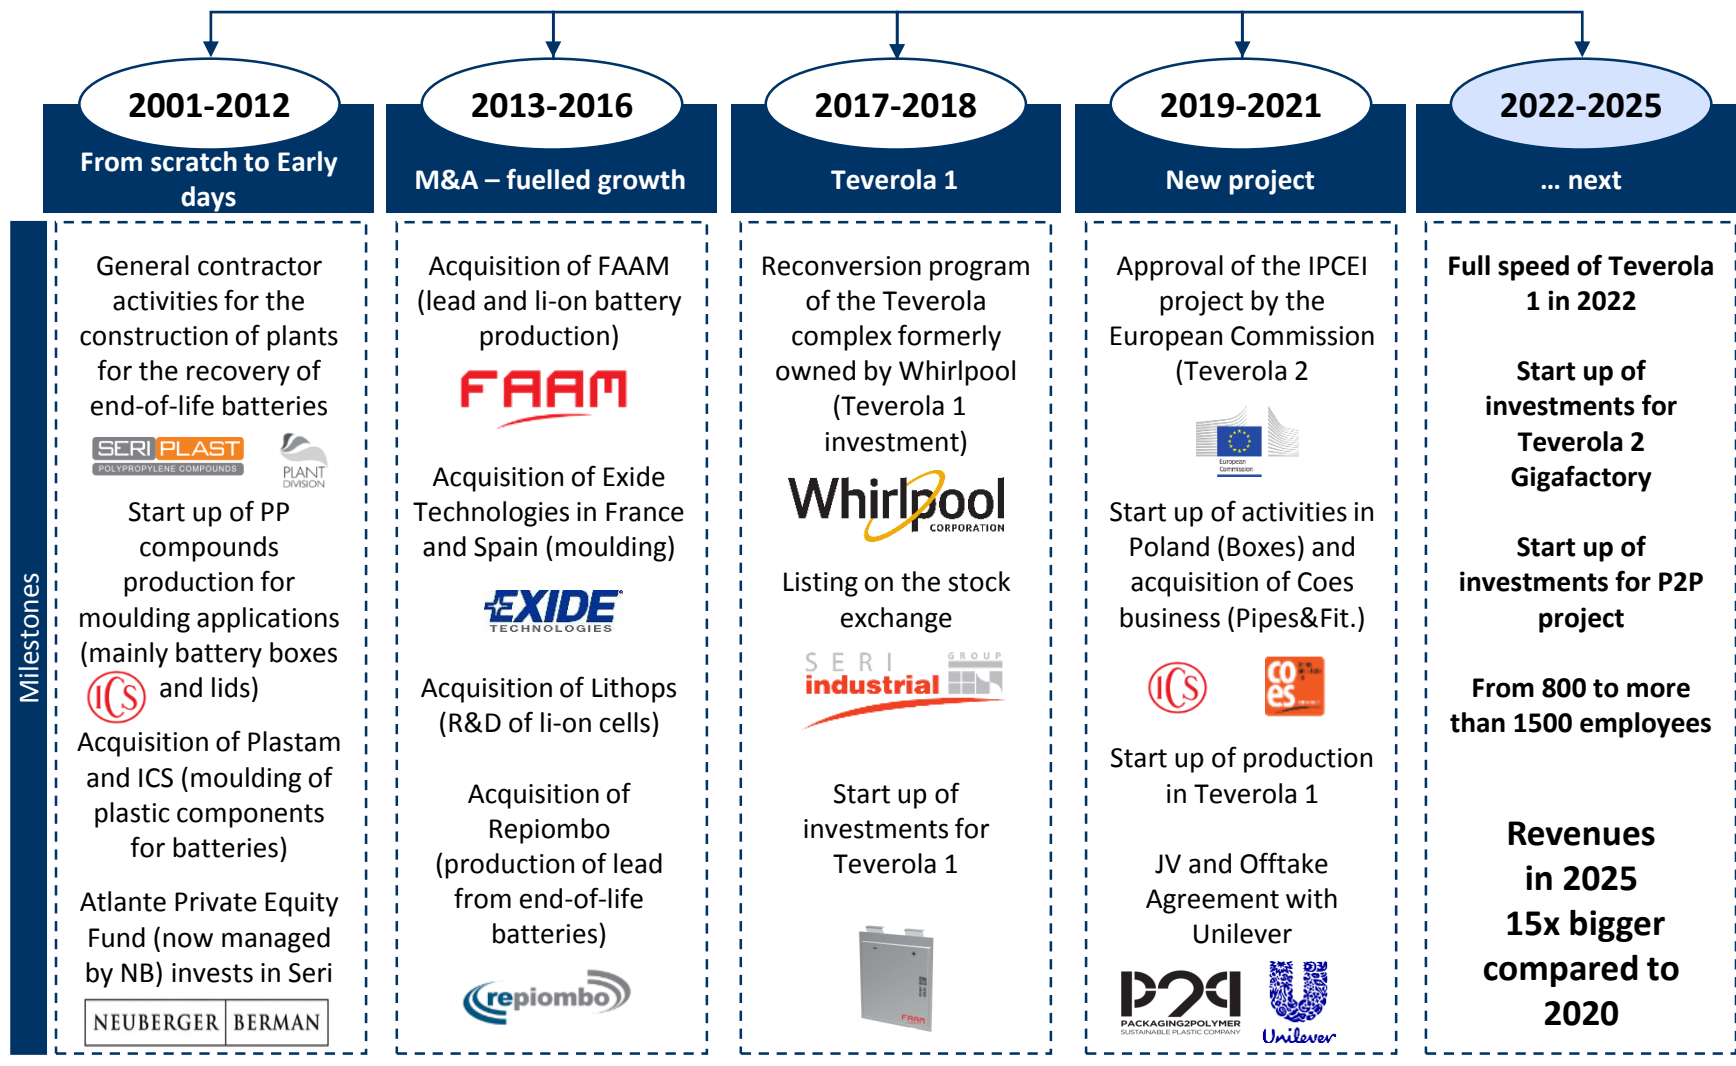 2001-2012
From scratch to Early
days
2013-2016
M&A – fuelled growth
2017-2018
Teverola 1
2019-2021
New project
2022-2025
... next
Milestones
General contractor
activities for the
construction of plants
for the recovery of
end-of-life batteries
SERI PLAST
POLYPROPYLENE COMPOUNDS
PLANT
DIVISION
Start up of PP
compounds
production for
moulding applications
(mainly battery boxes
and lids)
ICS
Acquisition of Plastam
and ICS (moulding of
plastic components
for batteries)
Atlante Private Equity
Fund (now managed
by NB) invests in Seri
NEUBERGER BERMAN
Acquisition of FAAM
(lead and li-on battery
production)
FAAM
Acquisition of Exide
Technologies in France
and Spain (moulding)
EXIDE
TECHNOLOGIES
Acquisition of Lithops
(R&D of li-on cells)
Acquisition of
Repiombo
(production of lead
from end-of-life
batteries)
repiombo
Reconversion program
of the Teverola
complex formerly
owned by Whirlpool
(Teverola 1
investment)
Whirlpool
CORPORATION
Listing on the stock
exchange
SERI GROUP
industrial
Start up of
investments for
Teverola 1
FAAM
Approval of the IPCEI
project by the
European Commission
(Teverola 2
European
Commission
Start up of activities in
Poland (Boxes) and
acquisition of Coes
business (Pipes&Fit.)
ICS
coes
Start up of production
in Teverola 1
JV and Offtake
Agreement with
Unilever
P2P
PACKAGING2POLYMER
SUSTAINABLE PLASTIC COMPANY
Unilever
Full speed of Teverola
1 in 2022
Start up of
investments for
Teverola 2
Gigafactory
Start up of
investments for P2P
project
From 800 to more
than 1500 employees
Revenues
in 2025
15x bigger
compared to
2020